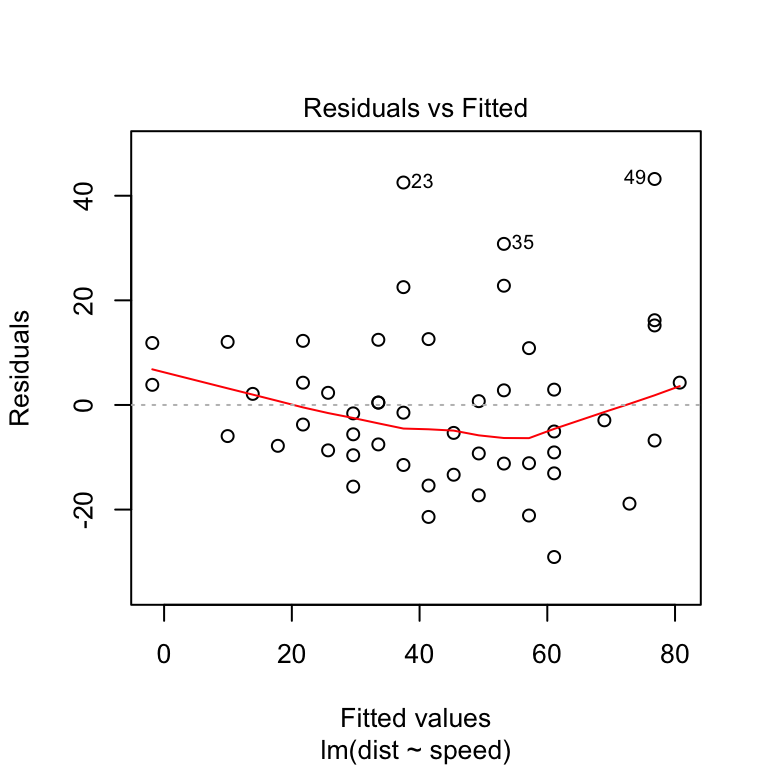 Residuals vs Fitted
40
20
0
-20
Residuals
23
49
35
0 20 40 60 80
Fitted values
lm(dist ~ speed)